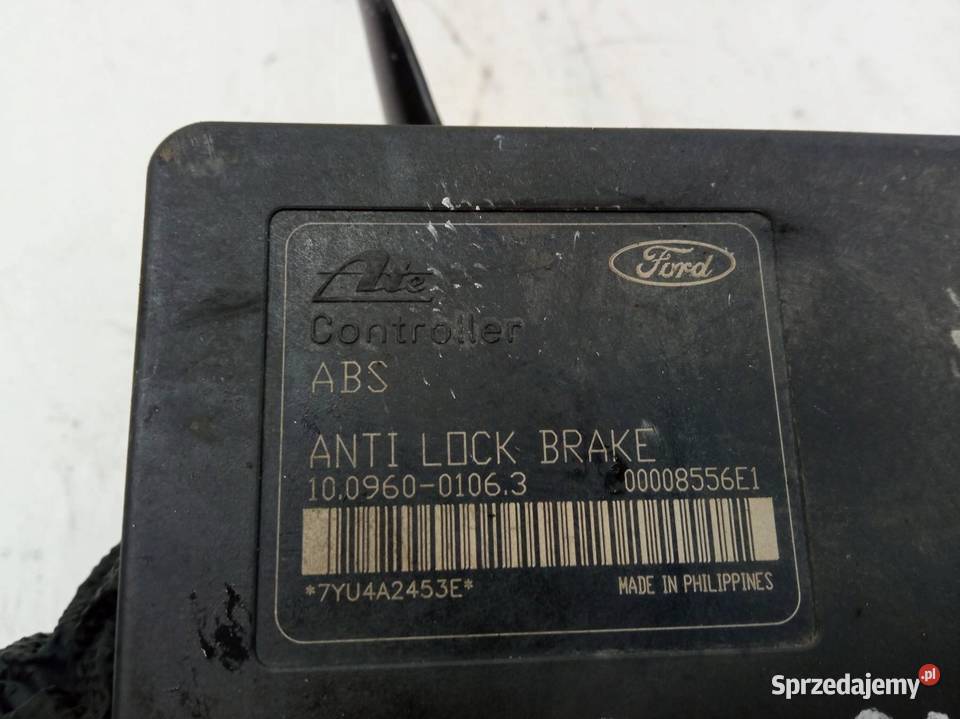 Ate
Ford
Controller
ABS
ANTI LOCK BRAKE
10.0960-0106.3 00008556E1
*7YU4A2453E* MADE IN PHILIPPINES
Sprzedajemy.pl